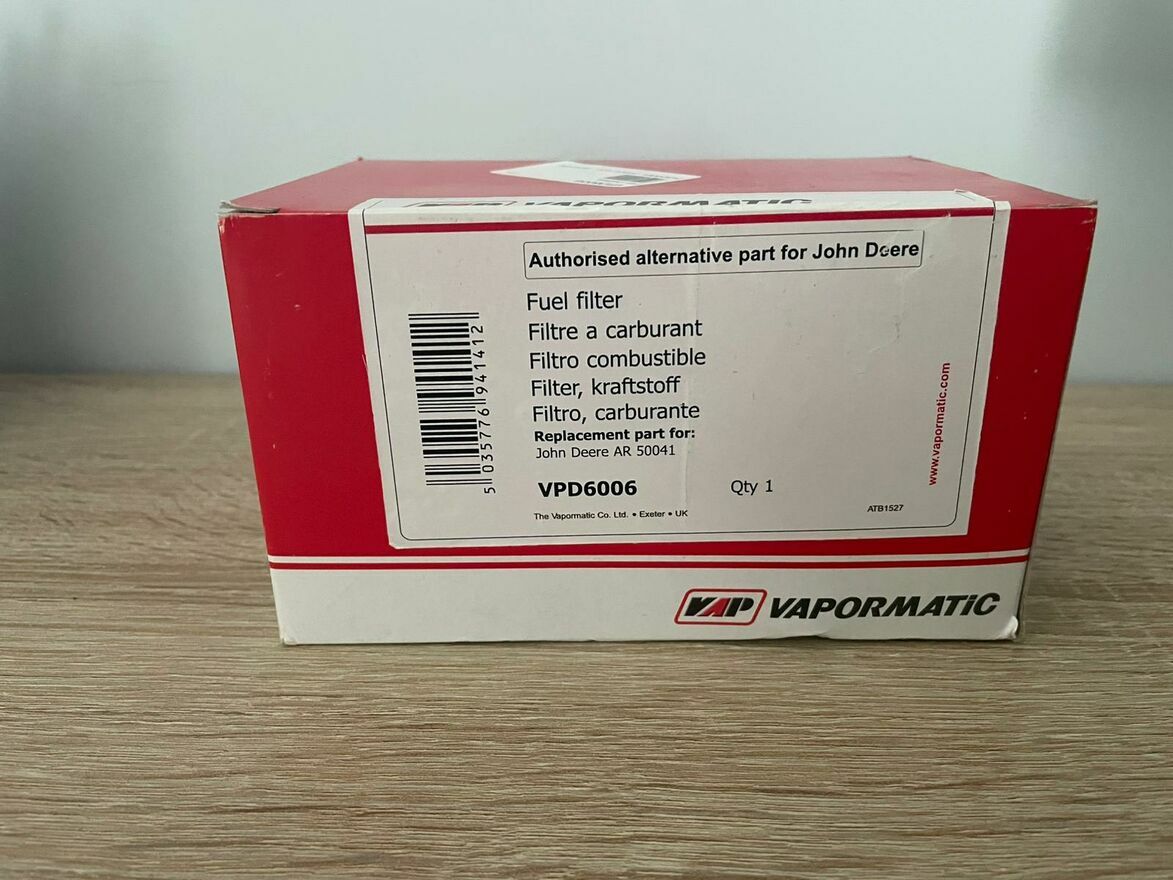 VAP VAPORMATIC
Authorised alternative part for John Deere
Fuel filter
Filtre a carburant
Filtro combustible
Filter, kraftstoff
Filtro, carburante
Replacement part for:
John Deere AR 50041
VPD6006 Qty 1
The Vapormatic Co. Ltd. • Exeter • UK
ATB1527
5 035776 941412
www.vapormatic.com
VAP VAPORMATiC